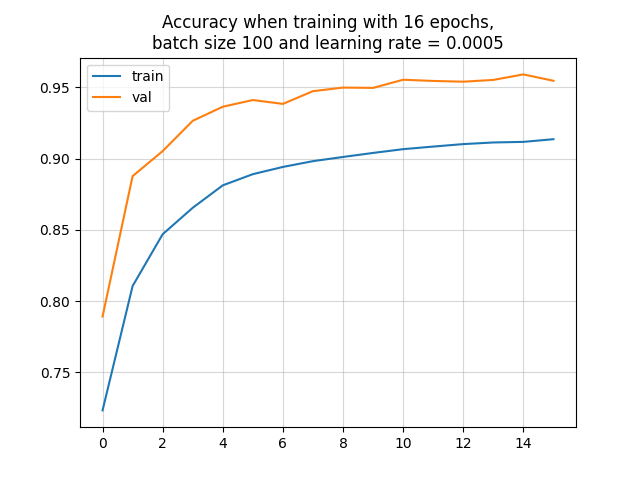 Accuracy when training with 16 epochs,
batch size 100 and learning rate = 0.0005
train
val
0.95
0.90
0.85
0.80
0.75
0 2 4 6 8 10 12 14